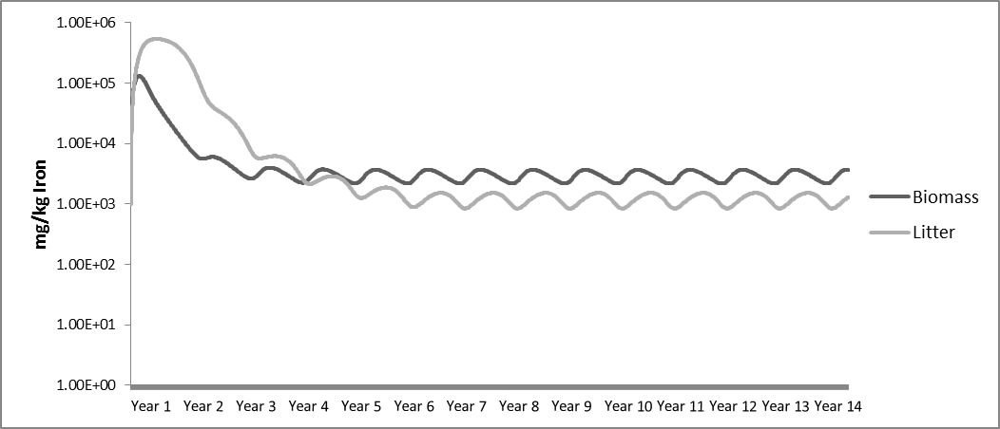 1.00E+06
1.00E+05
1.00E+04
1.00E+03
1.00E+02
1.00E+01
1.00E+00
mg/kg Iron
Year 1 Year 2 Year 3 Year 4 Year 5 Year 6 Year 7 Year 8 Year 9 Year 10 Year 11 Year 12 Year 13 Year 14
Biomass
Litter